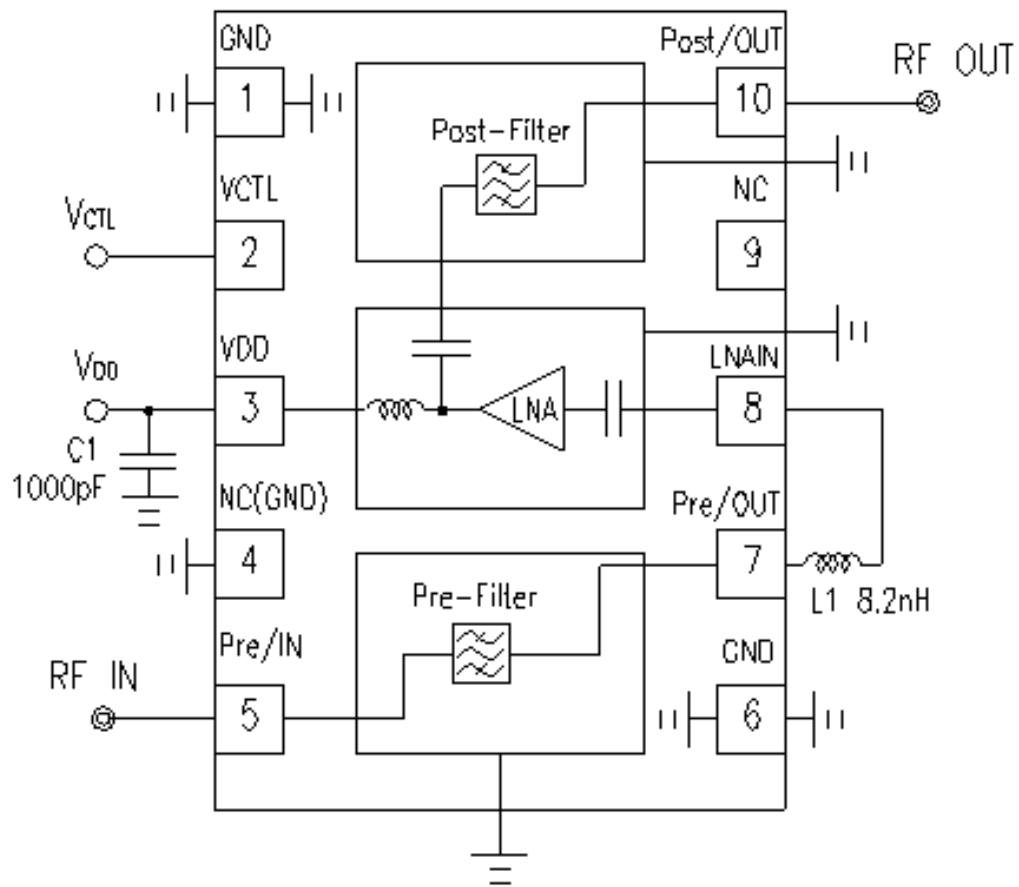 GND
Post/OUT
RF OUT
1
10
Post-Filter
VCTL
NC
VCTL
2
9
VDD
LNAIN
VDD
3
LNA
8
C1
1000pF
NC(GND)
Pre/OUT
4
7
Pre-Filter
L1 8.2nH
Pre/IN
GND
RF IN
5
6